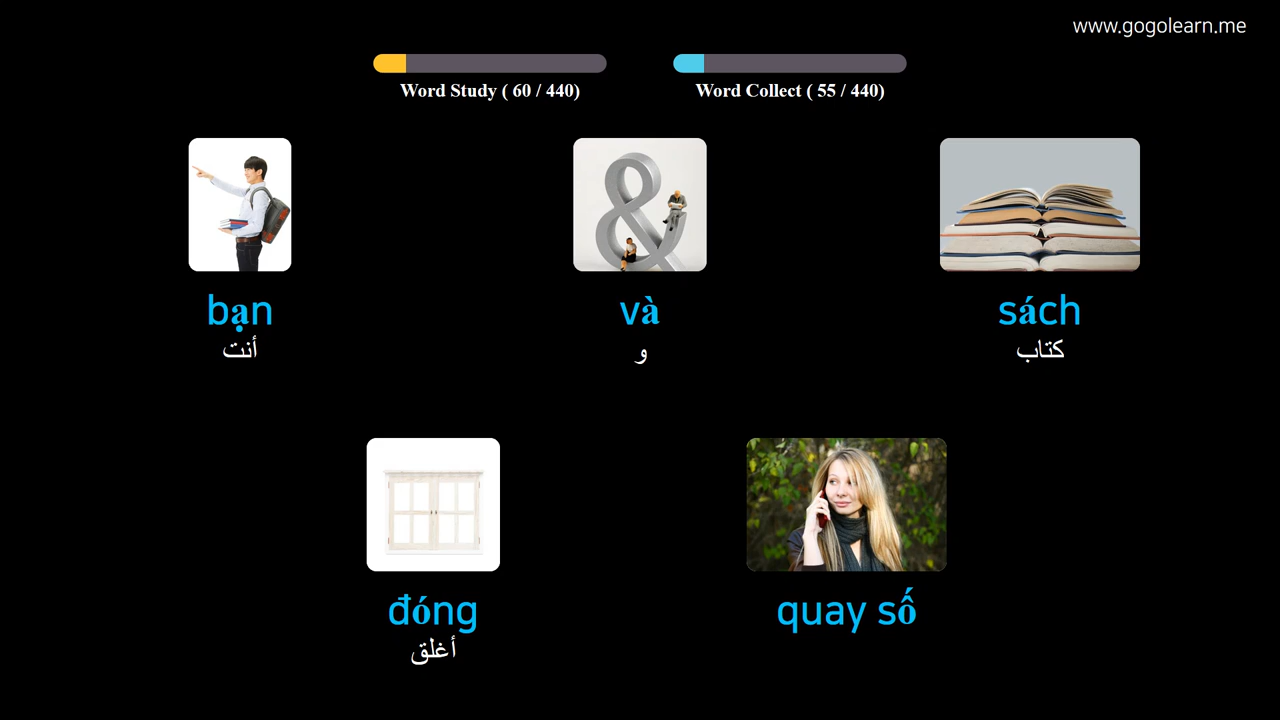 www.gogolearn.me
Word Study ( 60 / 440)
Word Collect ( 55 / 440)
bạn
أنت
và
و
sách
كتاب
đóng
أغلق
quay số